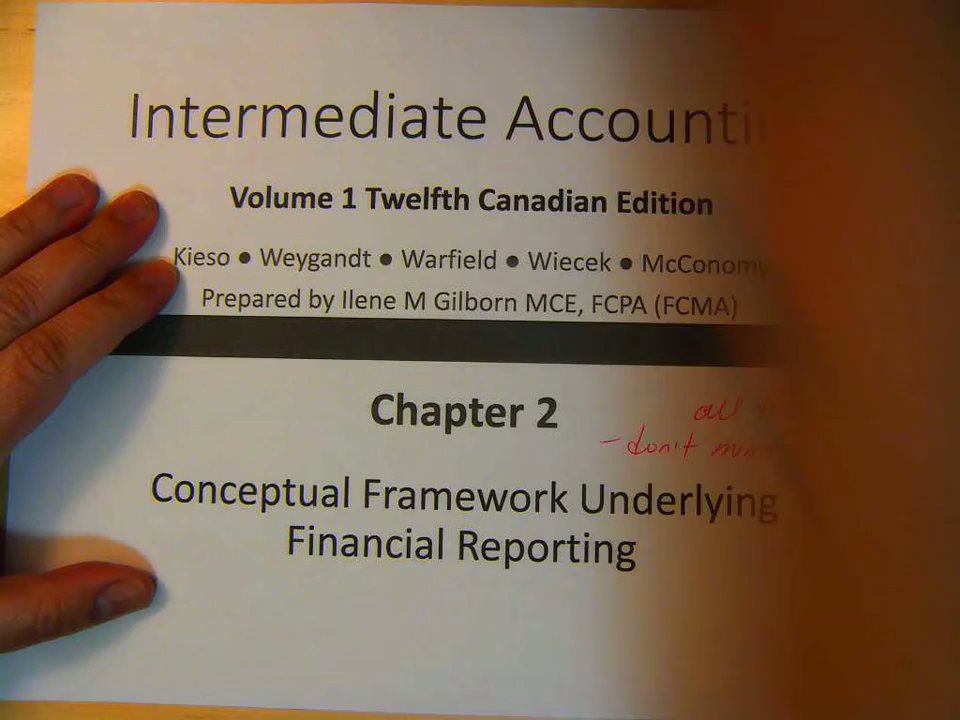 Intermediate
Volume 1 Twelfth Canadian Edition
Kieso ● Weygandt ● Warfield ● Wiecek ● McConomy
Prepared by Ilene M Gilborn MCE, FCPA (FCMA)
Chapter 2
all
- don't
Conceptual Framework Underlying
Financial Reporting